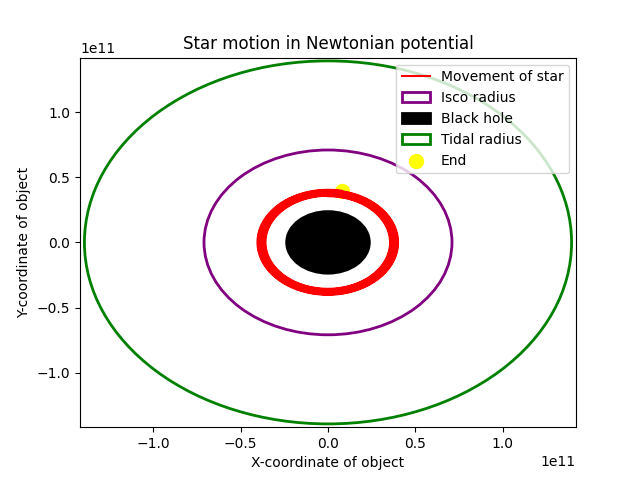 Star motion in Newtonian potential
1e11
Movement of star
Isco radius
Black hole
Tidal radius
End
1.0
0.5
0.0
−0.5
−1.0
Y-coordinate of object
−1.0 −0.5 0.0 0.5 1.0
X-coordinate of object
1e11